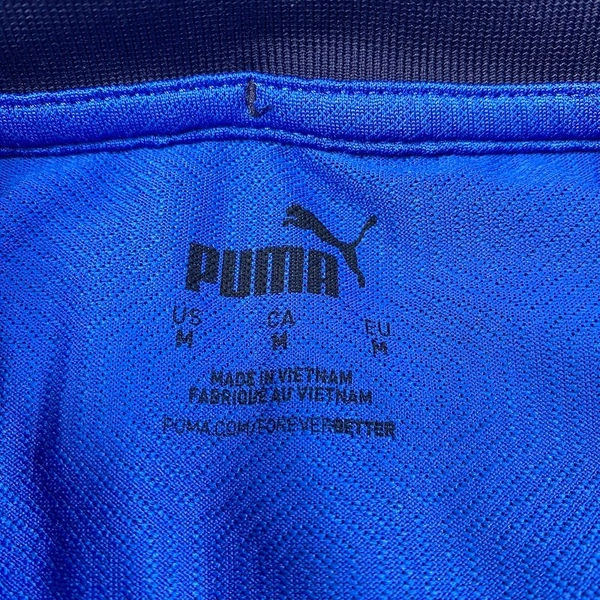 PUMA
US CA EU
M M M
MADE IN VIETNAM
FABRIQUÉ AU VIETNAM
PUMA.COM/FOREVERBETTER